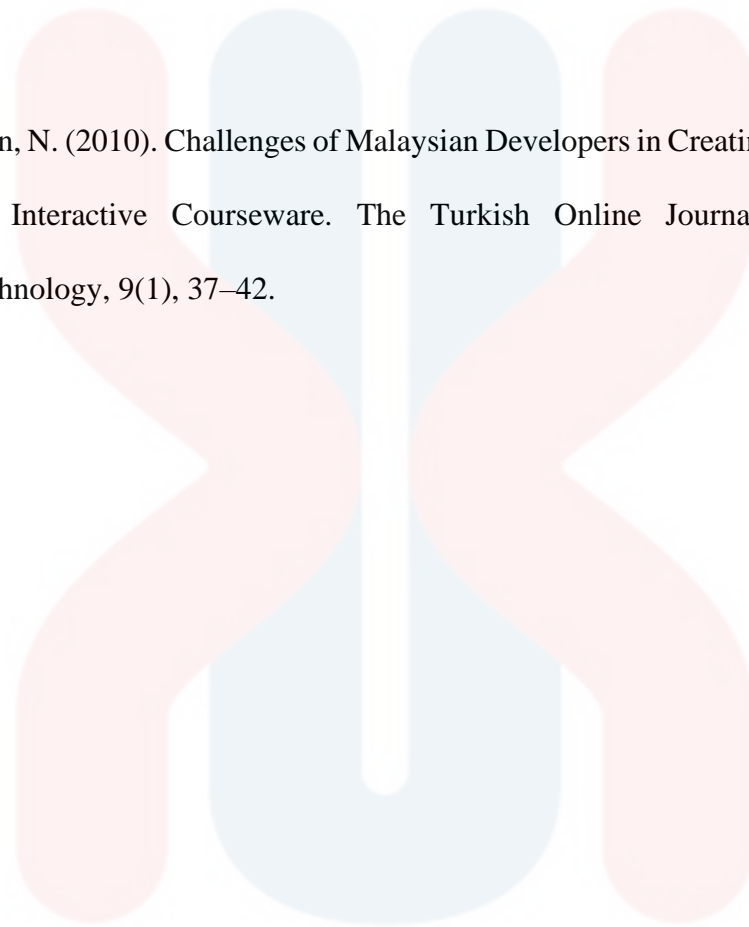 n, N. (2010). Challenges of Malaysian Developers in Creatin
Interactive Courseware. The Turkish Online Journa
hnology, 9(1), 37–42.